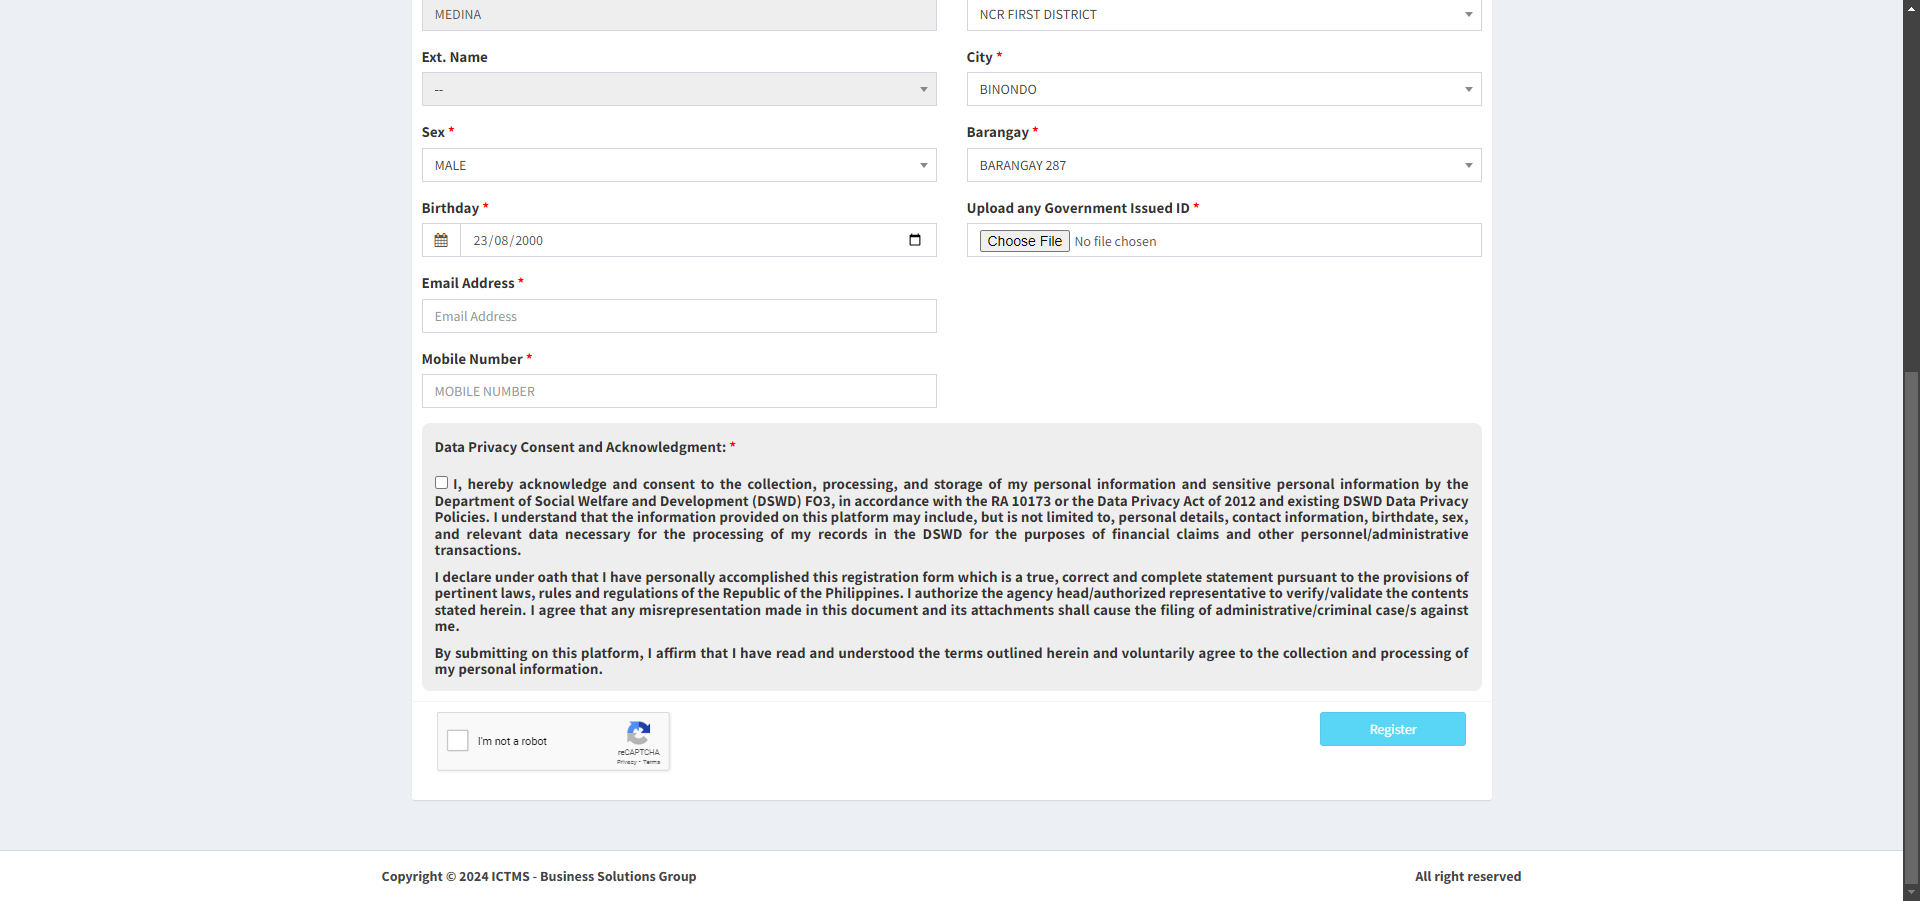 MEDINA
NCR FIRST DISTRICT
Ext. Name
City *
--
BINONDO
Sex *
Barangay *
MALE
BARANGAY 287
Birthday *
Upload any Government Issued ID *
23/08/2000
Choose File No file chosen
Email Address *
Email Address
Mobile Number *
MOBILE NUMBER
Data Privacy Consent and Acknowledgment: *
I, hereby acknowledge and consent to the collection, processing, and storage of my personal information and sensitive personal information by the
Department of Social Welfare and Development (DSWD) FO3, in accordance with the RA 10173 or the Data Privacy Act of 2012 and existing DSWD Data Privacy
Policies. I understand that the information provided on this platform may include, but is not limited to, personal details, contact information, birthdate, sex,
and relevant data necessary for the processing of my records in the DSWD for the purposes of financial claims and other personnel/administrative
transactions.
I declare under oath that I have personally accomplished this registration form which is a true, correct and complete statement pursuant to the provisions of
pertinent laws, rules and regulations of the Republic of the Philippines. I authorize the agency head/authorized representative to verify/validate the contents
stated herein. I agree that any misrepresentation made in this document and its attachments shall cause the filing of administrative/criminal case/s against
me.
By submitting on this platform, I affirm that I have read and understood the terms outlined herein and voluntarily agree to the collection and processing of
my personal information.
I'm not a robot
reCAPTCHA
Privacy - Terms
Register
Copyright © 2024 ICTMS - Business Solutions Group
All right reserved